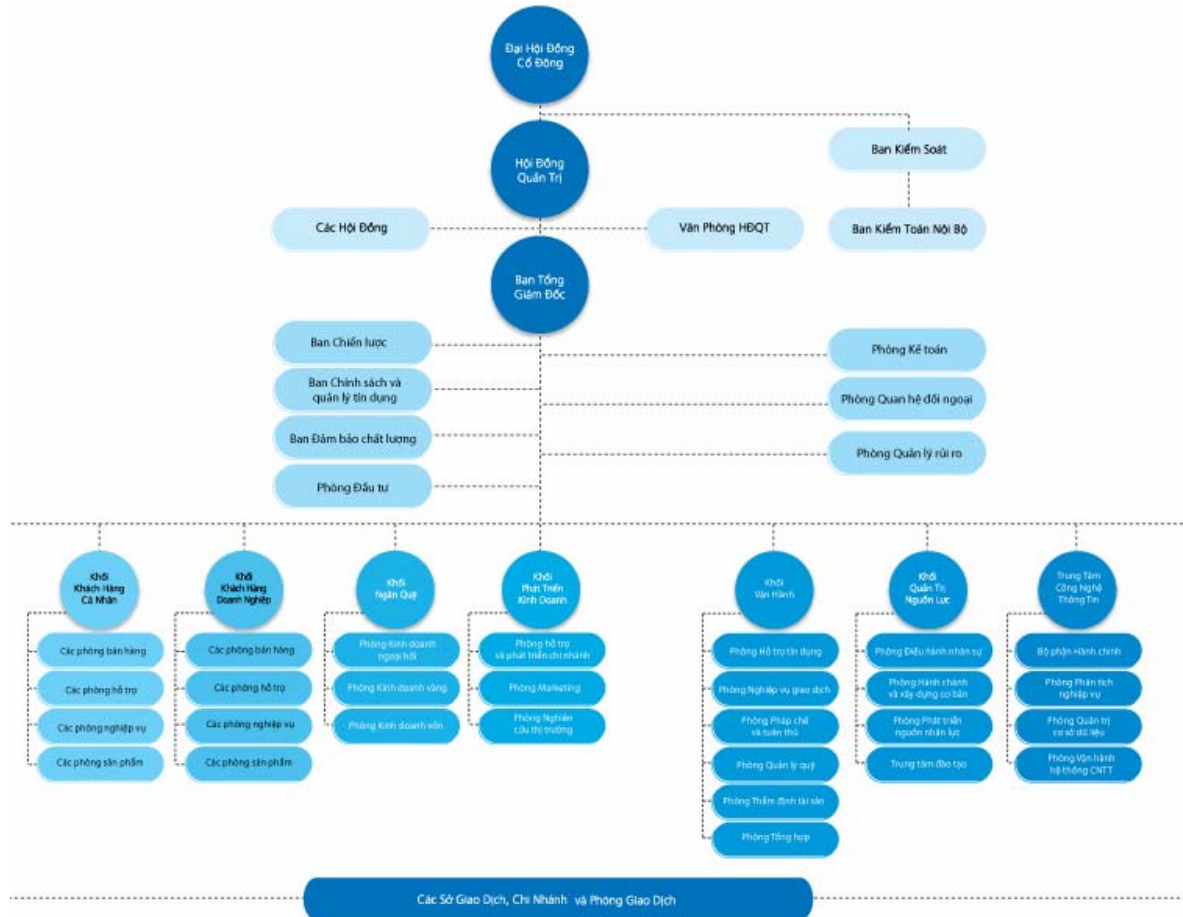 Đại Hội Đồng
Cổ Đông
Hội Đồng
Quản Trị
Ban Kiểm Soát
Các Hội Đồng
Văn Phòng HĐQT
Ban Kiểm Toán Nội Bộ
Ban Tổng
Giám Đốc
Ban Chiến lược
Ban Chính sách và
quản lý tín dụng
Ban Đảm bảo chất lượng
Phòng Đầu tư
Phòng Kế toán
Phòng Quan hệ đối ngoại
Phòng Quản lý rủi ro
Khối
Khách Hàng
Cá Nhân
Các phòng bán hàng
Các phòng hỗ trợ
Các phòng nghiệp vụ
Các phòng sản phẩm
Khối
Khách Hàng
Doanh Nghiệp
Các phòng bán hàng
Các phòng hỗ trợ
Các phòng nghiệp vụ
Các phòng sản phẩm
Khối
Ngân Quỹ
Phòng Kinh doanh
ngoại hối
Phòng Kinh doanh vàng
Phòng Kinh doanh vốn
Khối
Phát Triển
Kinh Doanh
Phòng hỗ trợ
và phát triển chi nhánh
Phòng Marketing
Phòng Nghiên
cứu thị trường
Khối
Vận Hành
Phòng Hỗ trợ tín dụng
Phòng Nghiệp vụ giao dịch
Phòng Pháp chế
và tuân thủ
Phòng Quản lý quỹ
Phòng Thẩm định tài sản
Phòng Tổng hợp
Khối
Quản Trị
Nguồn Lực
Phòng Điều hành nhân sự
Phòng Hành chánh
và xây dựng cơ bản
Phòng Phát triển
nguồn nhân lực
Trung tâm đào tạo
Trung Tâm
Công Nghệ
Thông Tin
Bộ phận Hành chính
Phòng Phân tích
nghiệp vụ
Phòng Quản trị
cơ sở dữ liệu
Phòng Vận hành
hệ thống CNTT
Các Sở Giao Dịch, Chi Nhánh và Phòng Giao Dịch